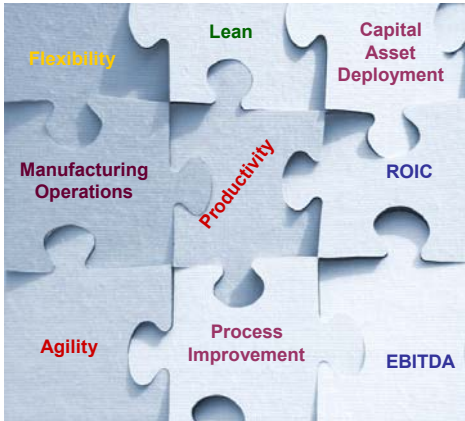 Flexibility
Lean
Capital
Asset
Deployment
Manufacturing
Operations
Productivity
ROIC
Agility
Process
Improvement
EBITDA